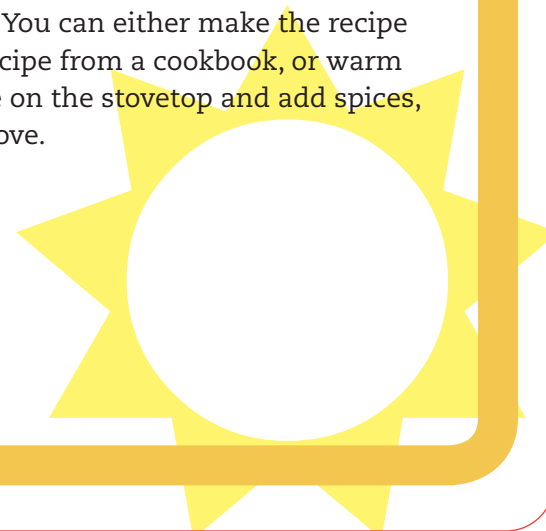 You can either make the recipe
cipe from a cookbook, or warm
on the stovetop and add spices,
ove.